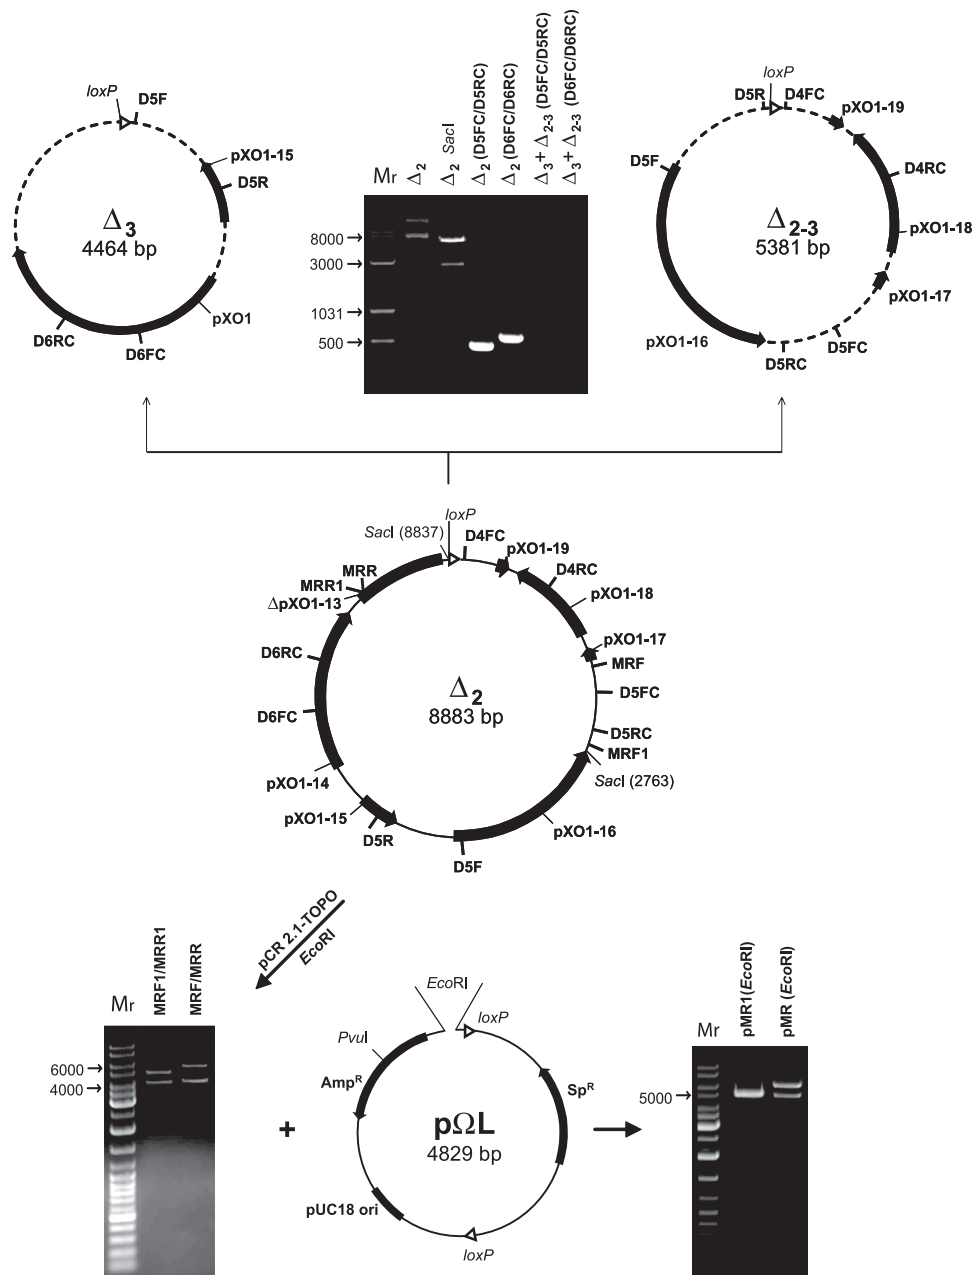 loxP
D5F
pXO1-15
D5R
Δ3
4464 bp
pXO1
D6RC
D6FC
Mr
Δ2
Δ2 SacI
Δ2 (D5FC/D5RC)
Δ2 (D6FC/D6RC)
Δ3 + Δ2-3 (D5FC/D5RC)
Δ3 + Δ2-3 (D6FC/D6RC)
8000
3000
1031
500
loxP
D5R
D4FC
pXO1-19
D5F
D4RC
Δ2-3
5381 bp
pXO1-18
pXO1-17
pXO1-16
D5FC
D5RC
loxP
SacI (8837)
D4FC
pXO1-19
MRR
D4RC
MRR1
ΔpXO1-13
pXO1-18
pXO1-17
D6RC
MRF
Δ2
8883 bp
D5FC
D6FC
D5RC
MRF1
SacI (2763)
pXO1-14
pXO1-15
pXO1-16
D5R
D5F
pCR 2.1-TOPO
EcoRI
Mr
MRF1/MRR1
MRF/MRR
6000
4000
+
EcoRI
loxP
PvuI
AmpR
SpR
pΩL
4829 bp
pUC18 ori
loxP
Mr
pMR1(EcoRI)
pMR (EcoRI)
5000